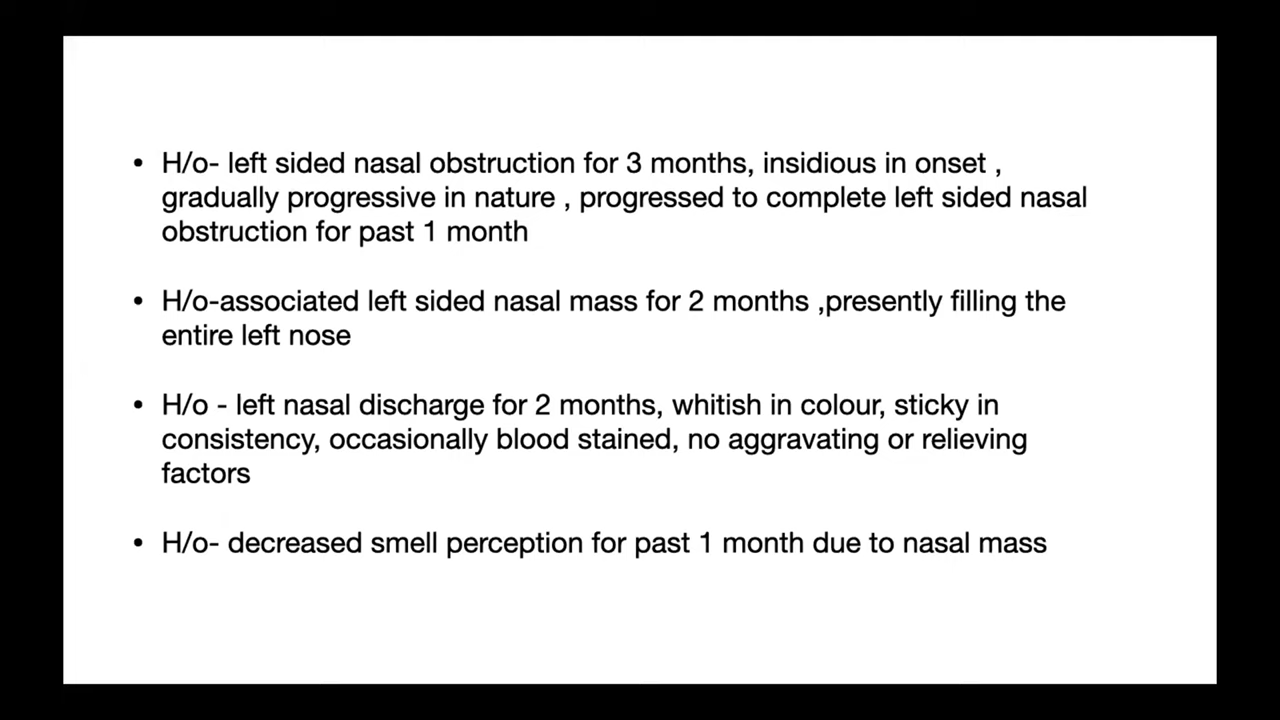 • H/o- left sided nasal obstruction for 3 months, insidious in onset ,
gradually progressive in nature , progressed to complete left sided nasal
obstruction for past 1 month
• H/o-associated left sided nasal mass for 2 months ,presently filling the
entire left nose
• H/o - left nasal discharge for 2 months, whitish in colour, sticky in
consistency, occasionally blood stained, no aggravating or relieving
factors
• H/o- decreased smell perception for past 1 month due to nasal mass